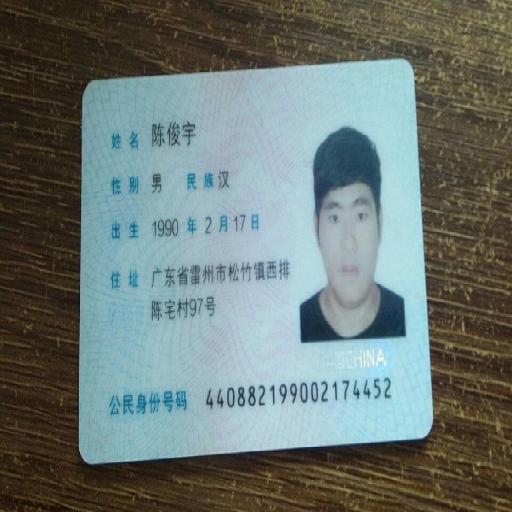 姓名 陈俊宇
性别 男 民族 汉
出生 1990 年 2 月 17 日
住址 广东省雷州市松竹镇西排
陈宅村97号
CHINA
公民身份号码 440882199002174452